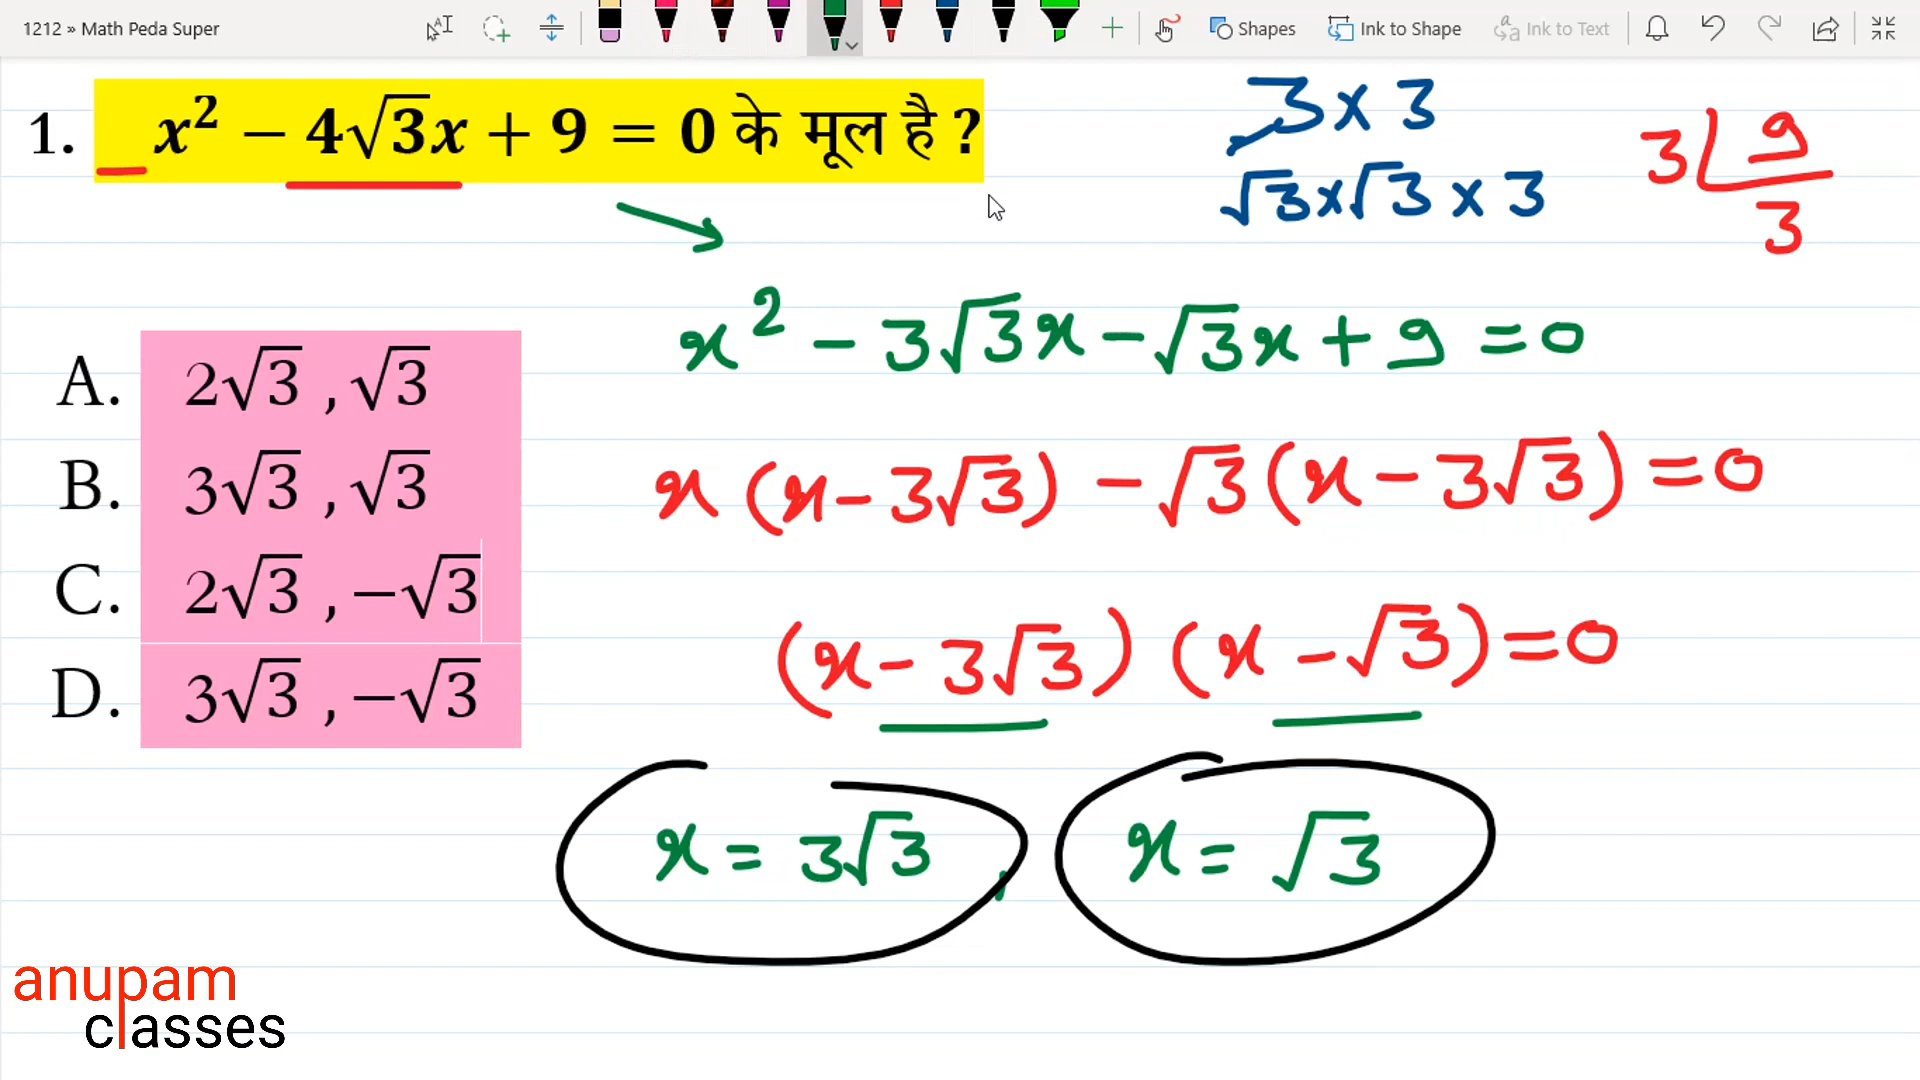 1212 » Math Peda Super
Shapes
Ink to Shape
Ink to Text
1. x² − 4√3x + 9 = 0 के मूल है ?
3 × 3
√3 × √3 × 3
3 9
3
x² − 3√3x − √3x + 9 = 0
A. 2√3 , √3
B. 3√3 , √3
C. 2√3 , −√3
D. 3√3 , −√3
x (x − 3√3) − √3 (x − 3√3) = 0
(x − 3√3) (x − √3) = 0
x = 3√3 , x = √3
anupam
classes